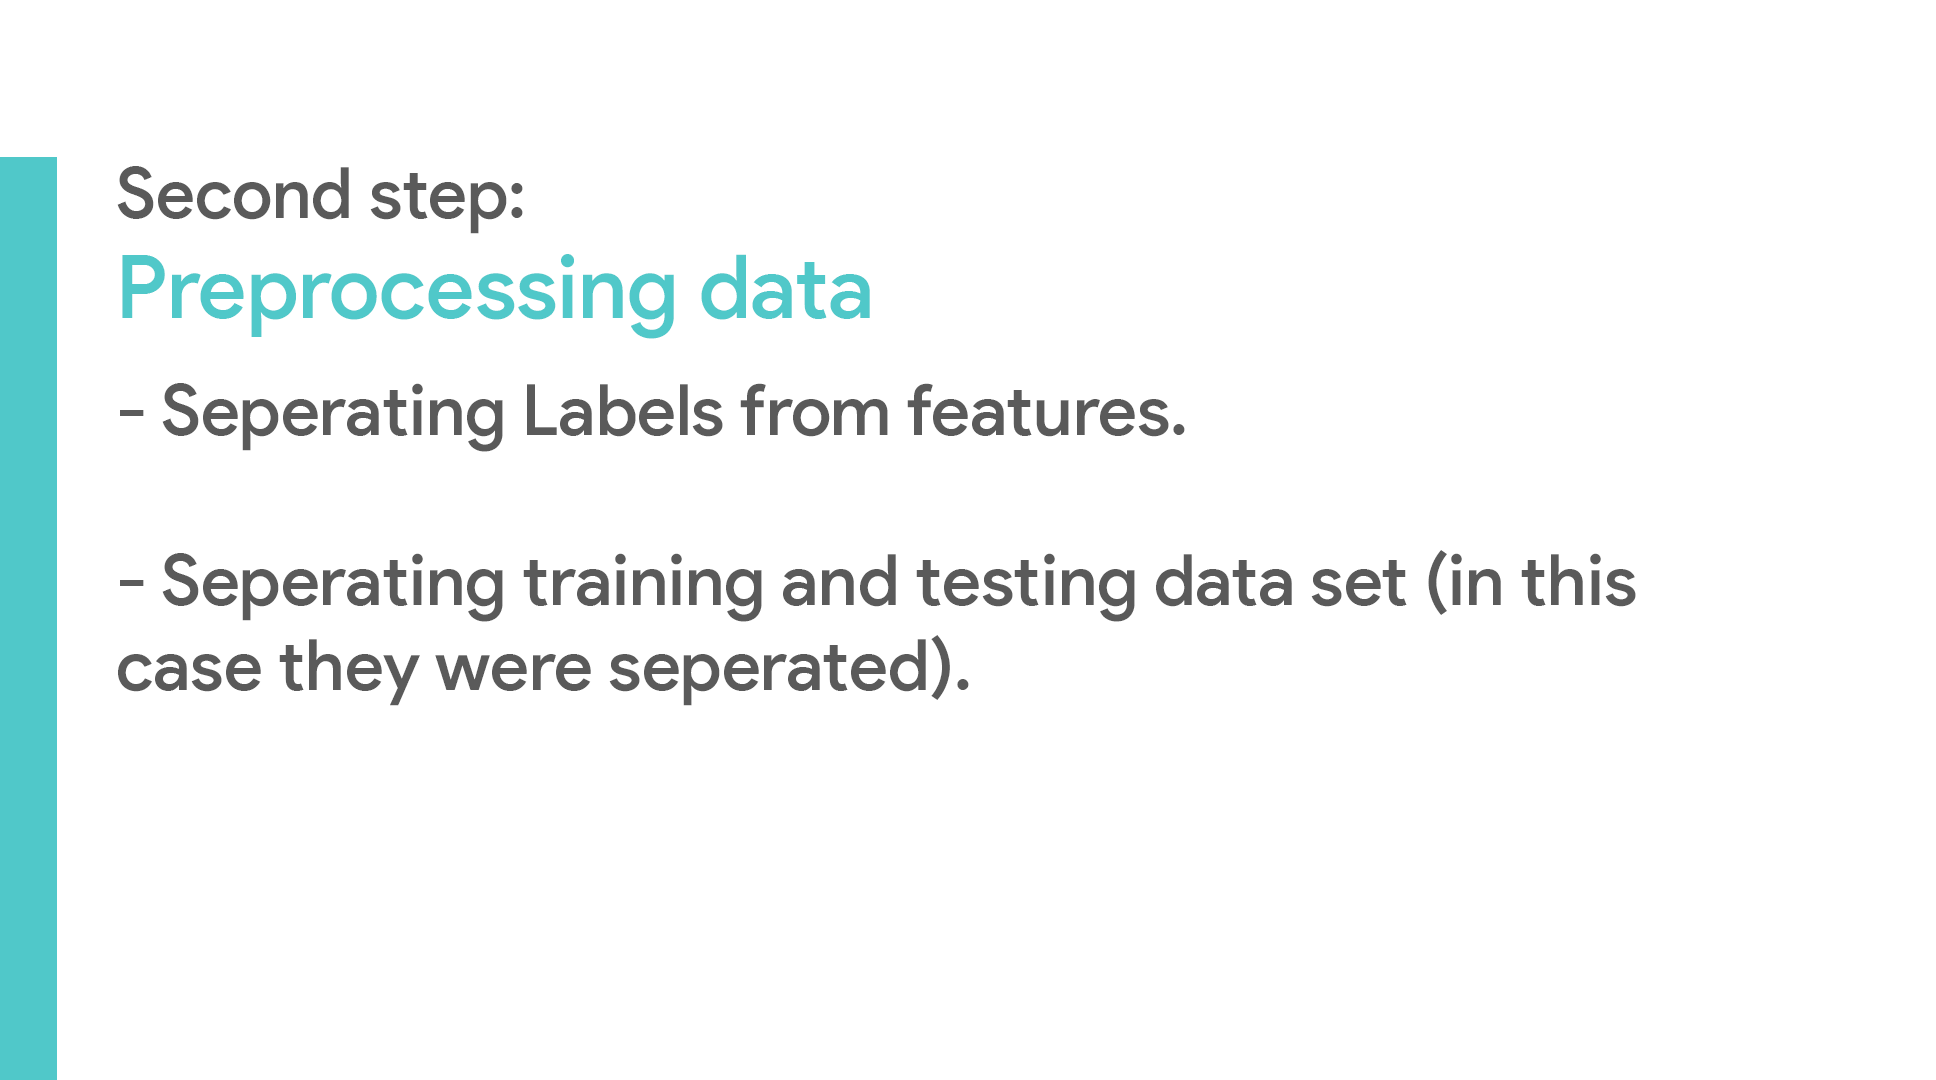 Second step:
Preprocessing data
- Seperating Labels from features.
- Seperating training and testing data set (in this
case they were seperated).